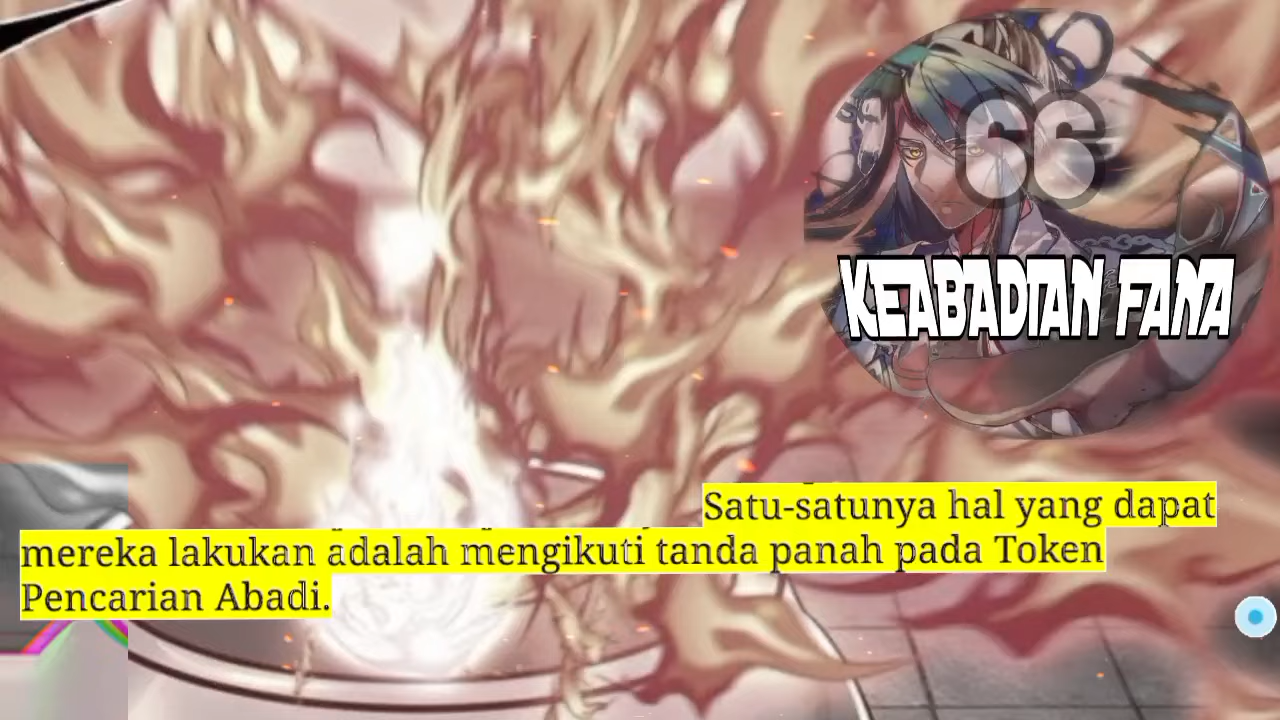 66
KEABADIAN FANA
Satu-satunya hal yang dapat
mereka lakukan adalah mengikuti tanda panah pada Token
Pencarian Abadi.